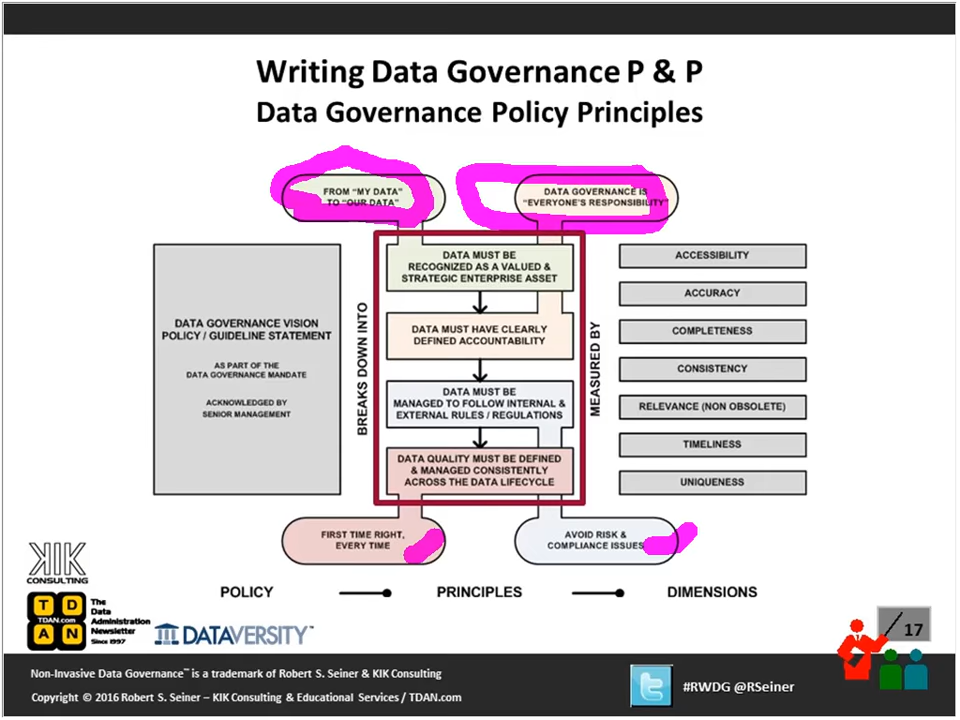 Writing Data Governance P & P
Data Governance Policy Principles
FROM "MY DATA"
TO "OUR DATA"
DATA GOVERNANCE IS
"EVERYONE'S RESPONSIBILITY"
DATA GOVERNANCE VISION
POLICY / GUIDELINE STATEMENT
AS PART OF THE
DATA GOVERNANCE MANDATE
ACKNOWLEDGED BY
SENIOR MANAGEMENT
BREAKS DOWN INTO
DATA MUST BE
RECOGNIZED AS A VALUED &
STRATEGIC ENTERPRISE ASSET
DATA MUST HAVE CLEARLY
DEFINED ACCOUNTABILITY
DATA MUST BE
MANAGED TO FOLLOW INTERNAL &
EXTERNAL RULES / REGULATIONS
DATA QUALITY MUST BE DEFINED
& MANAGED CONSISTENTLY
ACROSS THE DATA LIFECYCLE
MEASURED BY
ACCESSIBILITY
ACCURACY
COMPLETENESS
CONSISTENCY
RELEVANCE (NON OBSOLETE)
TIMELINESS
UNIQUENESS
FIRST TIME RIGHT,
EVERY TIME
AVOID RISK &
COMPLIANCE ISSUES
POLICY
PRINCIPLES
DIMENSIONS
KIK
CONSULTING
T D
TDAN.com
A N
The
Data
Administration
Newsletter
Since 1997
DATAVERSITY™
17
Non-Invasive Data Governance™ is a trademark of Robert S. Seiner & KIK Consulting
Copyright © 2016 Robert S. Seiner – KIK Consulting & Educational Services / TDAN.com
#RWDG @RSeiner